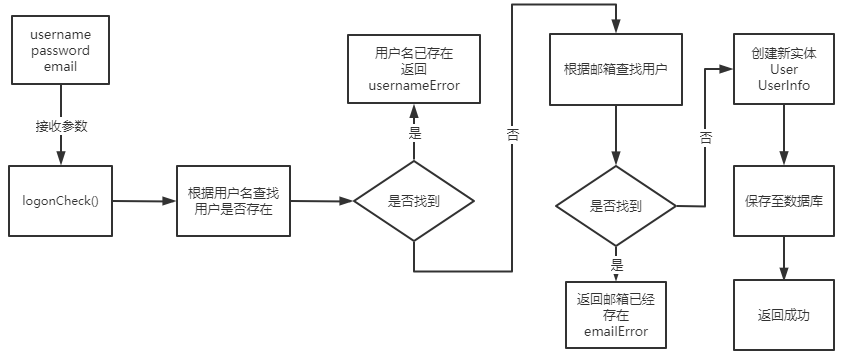 username
password
email
接收参数
logonCheck()
根据用户名查找
用户是否存在
是否找到
是
用户名已存在
返回
usernameError
否
根据邮箱查找用户
是否找到
是
返回邮箱已经
存在
emailError
否
创建新实体
User
UserInfo
保存至数据库
返回成功